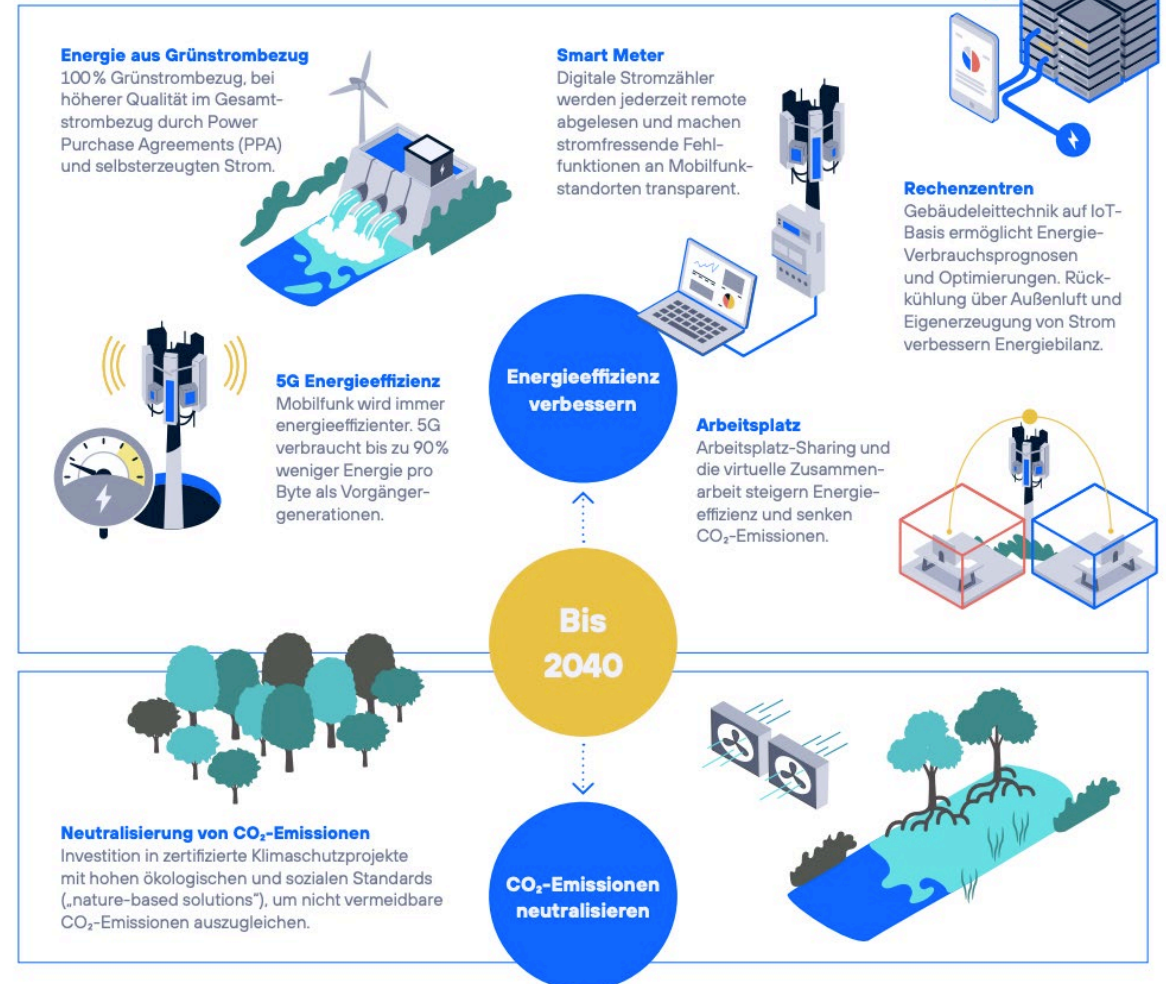 Energie aus Grünstrombezug
100 % Grünstrombezug, bei
höherer Qualität im Gesamt-
strombezug durch Power
Purchase Agreements (PPA)
und selbsterzeugten Strom.
Smart Meter
Digitale Stromzähler
werden jederzeit remote
abgelesen und machen
stromfressende Fehl-
funktionen an Mobilfunk-
standorten transparent.
Rechenzentren
Gebäudeleittechnik auf IoT-
Basis ermöglicht Energie-
Verbrauchsprognosen
und Optimierungen. Rück-
kühlung über Außenluft und
Eigenerzeugung von Strom
verbessern Energiebilanz.
5G Energieeffizienz
Mobilfunk wird immer
energieeffizienter. 5G
verbraucht bis zu 90 %
weniger Energie pro
Byte als Vorgänger-
generationen.
Energieeffizienz
verbessern
Arbeitsplatz
Arbeitsplatz-Sharing und
die virtuelle Zusammen-
arbeit steigern Energie-
effizienz und senken
CO₂-Emissionen.
Bis
2040
Neutralisierung von CO₂-Emissionen
Investition in zertifizierte Klimaschutzprojekte
mit hohen ökologischen und sozialen Standards
(„nature-based solutions“), um nicht vermeidbare
CO₂-Emissionen auszugleichen.
CO₂-Emissionen
neutralisieren